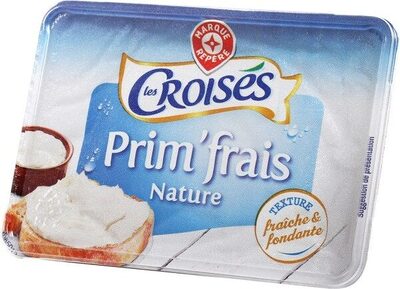 MARQUE
REPÈRE
les
CROISÉS
Prim'frais
Nature
TEXTURE
fraîche &
fondante
Suggestion de présentation